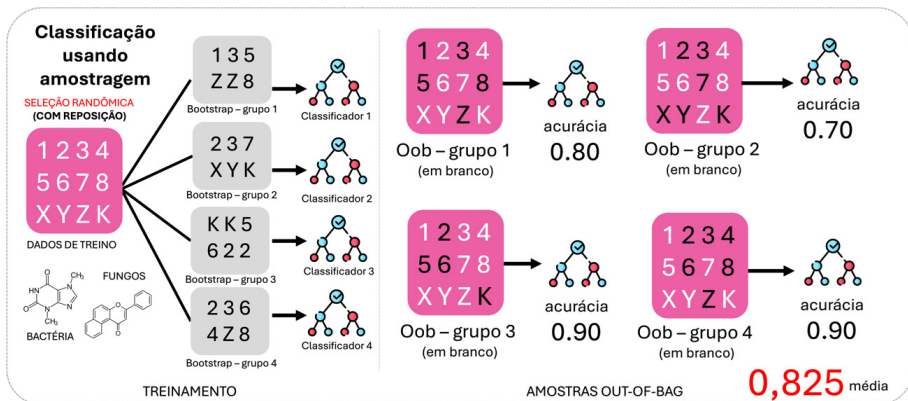 Classificação
usando
amostragem
SELEÇÃO RANDÔMICA
(COM REPOSIÇÃO)
1 2 3 4
5 6 7 8
X Y Z K
DADOS DE TREINO
FUNGOS
BACTÉRIA
O
CH₃
HN
N
O
N
N
CH₃
O
O
1 3 5
Z Z 8
Bootstrap – grupo 1
Classificador 1
2 3 7
X Y K
Bootstrap – grupo 2
Classificador 2
K K 5
6 2 2
Bootstrap – grupo 3
Classificador 3
2 3 6
4 Z 8
Bootstrap – grupo 4
Classificador 4
TREINAMENTO
1 2 3 4
5 6 7 8
X Y Z K
Oob – grupo 1
(em branco)
acurácia
0.80
1 2 3 4
5 6 7 8
X Y Z K
Oob – grupo 2
(em branco)
acurácia
0.70
1 2 3 4
5 6 7 8
X Y Z K
Oob – grupo 3
(em branco)
acurácia
0.90
1 2 3 4
5 6 7 8
X Y Z K
Oob – grupo 4
(em branco)
acurácia
0.90
AMOSTRAS OUT-OF-BAG
0,825 média